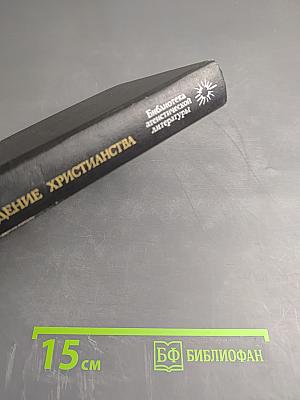 Библиотека
атеистической
литературы
ДЕНИЕ ХРИСТИАНСТВА
15 см
БФ БИБЛИОФАН